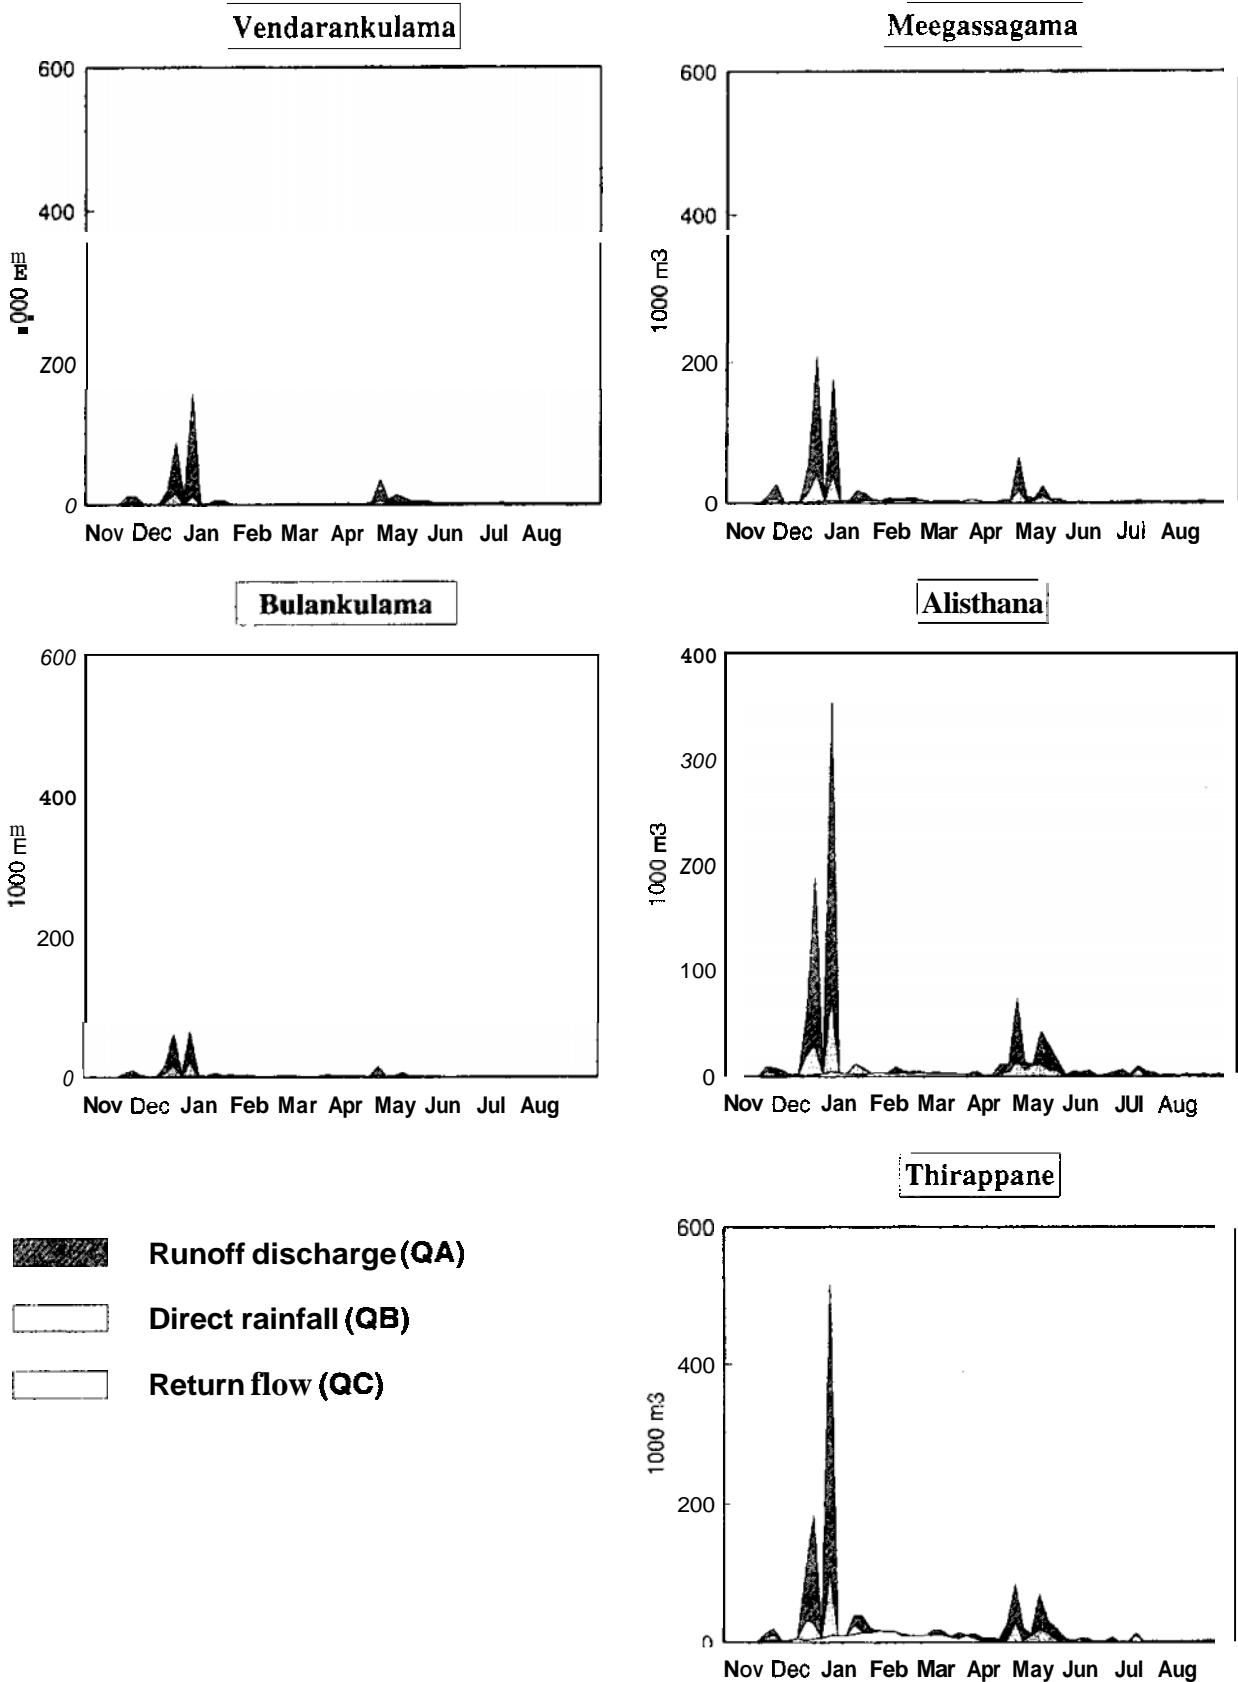 Vendarankulama
600
400
Z00
0
Nov Dec Jan Feb Mar Apr May Jun Jul Aug
Meegassagama
600
400
1000 m3
200
0
Nov Dec Jan Feb Mar Apr May Jun Jul Aug
Bulankulama
600
400
1000 m
200
0
Nov Dec Jan Feb Mar Apr May Jun Jul Aug
Alisthana
400
300
1000 m3
Z00
100
0
Nov Dec Jan Feb Mar Apr May Jun JUI Aug
Thirappane
600
400
1000 m3
200
0
Nov Dec Jan Feb Mar Apr May Jun Jul Aug
Runoff discharge (QA)
Direct rainfall (QB)
Return flow (QC)